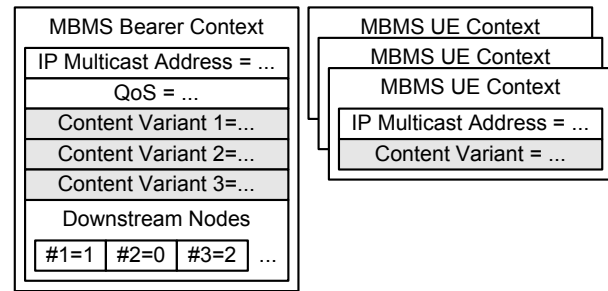 MBMS Bearer Context
IP Multicast Address = ...
QoS = ...
Content Variant 1=...
Content Variant 2=...
Content Variant 3=...
Downstream Nodes
#1=1 #2=0 #3=2 ...
MBMS UE Context
MBMS UE Context
MBMS UE Context
IP Multicast Address = ...
Content Variant = ...